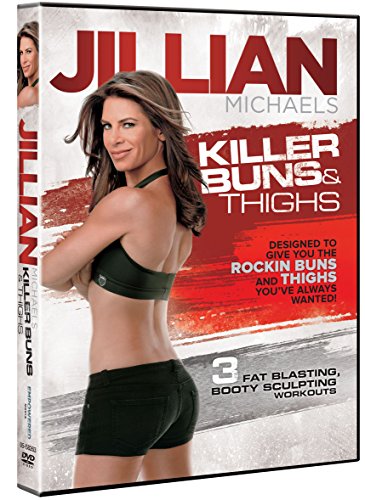 JILLIAN
MICHAELS
KILLER
BUNS &
THIGHS
DESIGNED TO
GIVE YOU THE
ROCKIN BUNS
AND THIGHS
YOU'VE ALWAYS
WANTED!
3 FAT BLASTING,
BOOTY SCULPTING
WORKOUTS
JILLIAN
MICHAELS
KILLER BUNS
& THIGHS
EMPOWERED
DVD